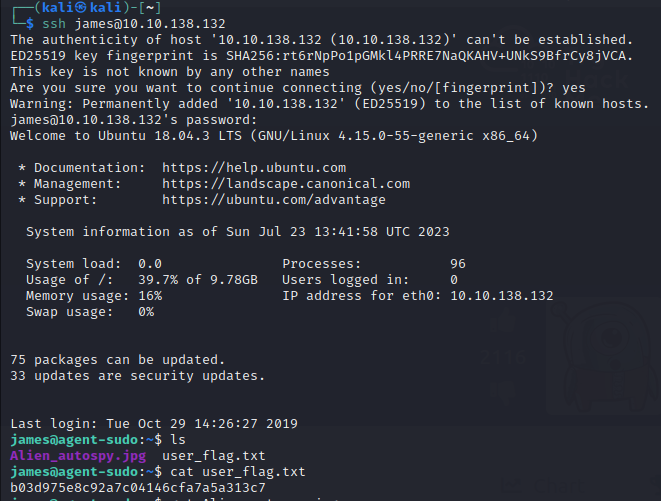 ┌──(kali㉿kali)-[~]
└─$ ssh james@10.10.138.132
The authenticity of host '10.10.138.132 (10.10.138.132)' can't be established.
ED25519 key fingerprint is SHA256:rt6rNpPo1pGMkl4PRRE7NaQKAHV+UNkS9BfrCy8jVCA.
This key is not known by any other names
Are you sure you want to continue connecting (yes/no/[fingerprint])? yes
Warning: Permanently added '10.10.138.132' (ED25519) to the list of known hosts.
james@10.10.138.132's password:
Welcome to Ubuntu 18.04.3 LTS (GNU/Linux 4.15.0-55-generic x86_64)
* Documentation:  https://help.ubuntu.com
* Management:     https://landscape.canonical.com
* Support:        https://ubuntu.com/advantage
System information as of Sun Jul 23 13:41:58 UTC 2023
System load:  0.0               Processes:           96
Usage of /:   39.7% of 9.78GB   Users logged in:     0
Memory usage: 16%               IP address for eth0: 10.10.138.132
Swap usage:   0%
75 packages can be updated.
33 updates are security updates.
Last login: Tue Oct 29 14:26:27 2019
james@agent-sudo:~$ ls
Alien_autospy.jpg  user_flag.txt
james@agent-sudo:~$ cat user_flag.txt
b03d975e8c92a7c04146cfa7a5a313c7